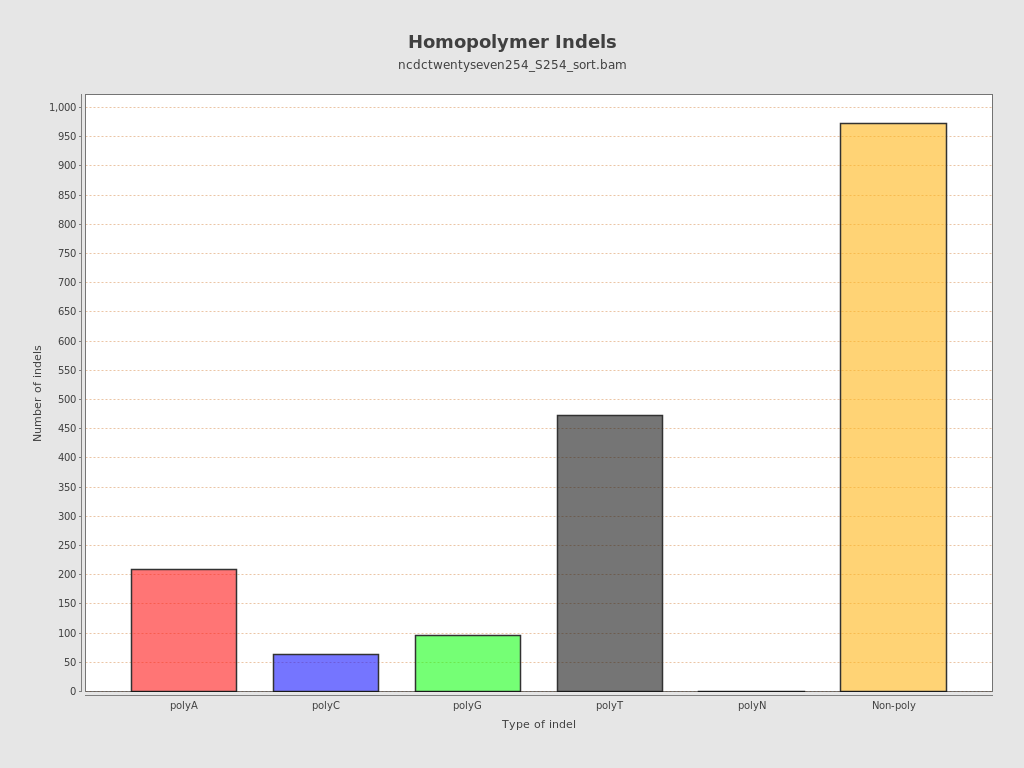 Homopolymer Indels
ncdctwentyseven254_S254_sort.bam
1,000
950
900
850
800
750
700
650
600
550
500
450
400
350
300
250
200
150
100
50
0
Number of indels
polyA
polyC
polyG
polyT
polyN
Non-poly
Type of indel